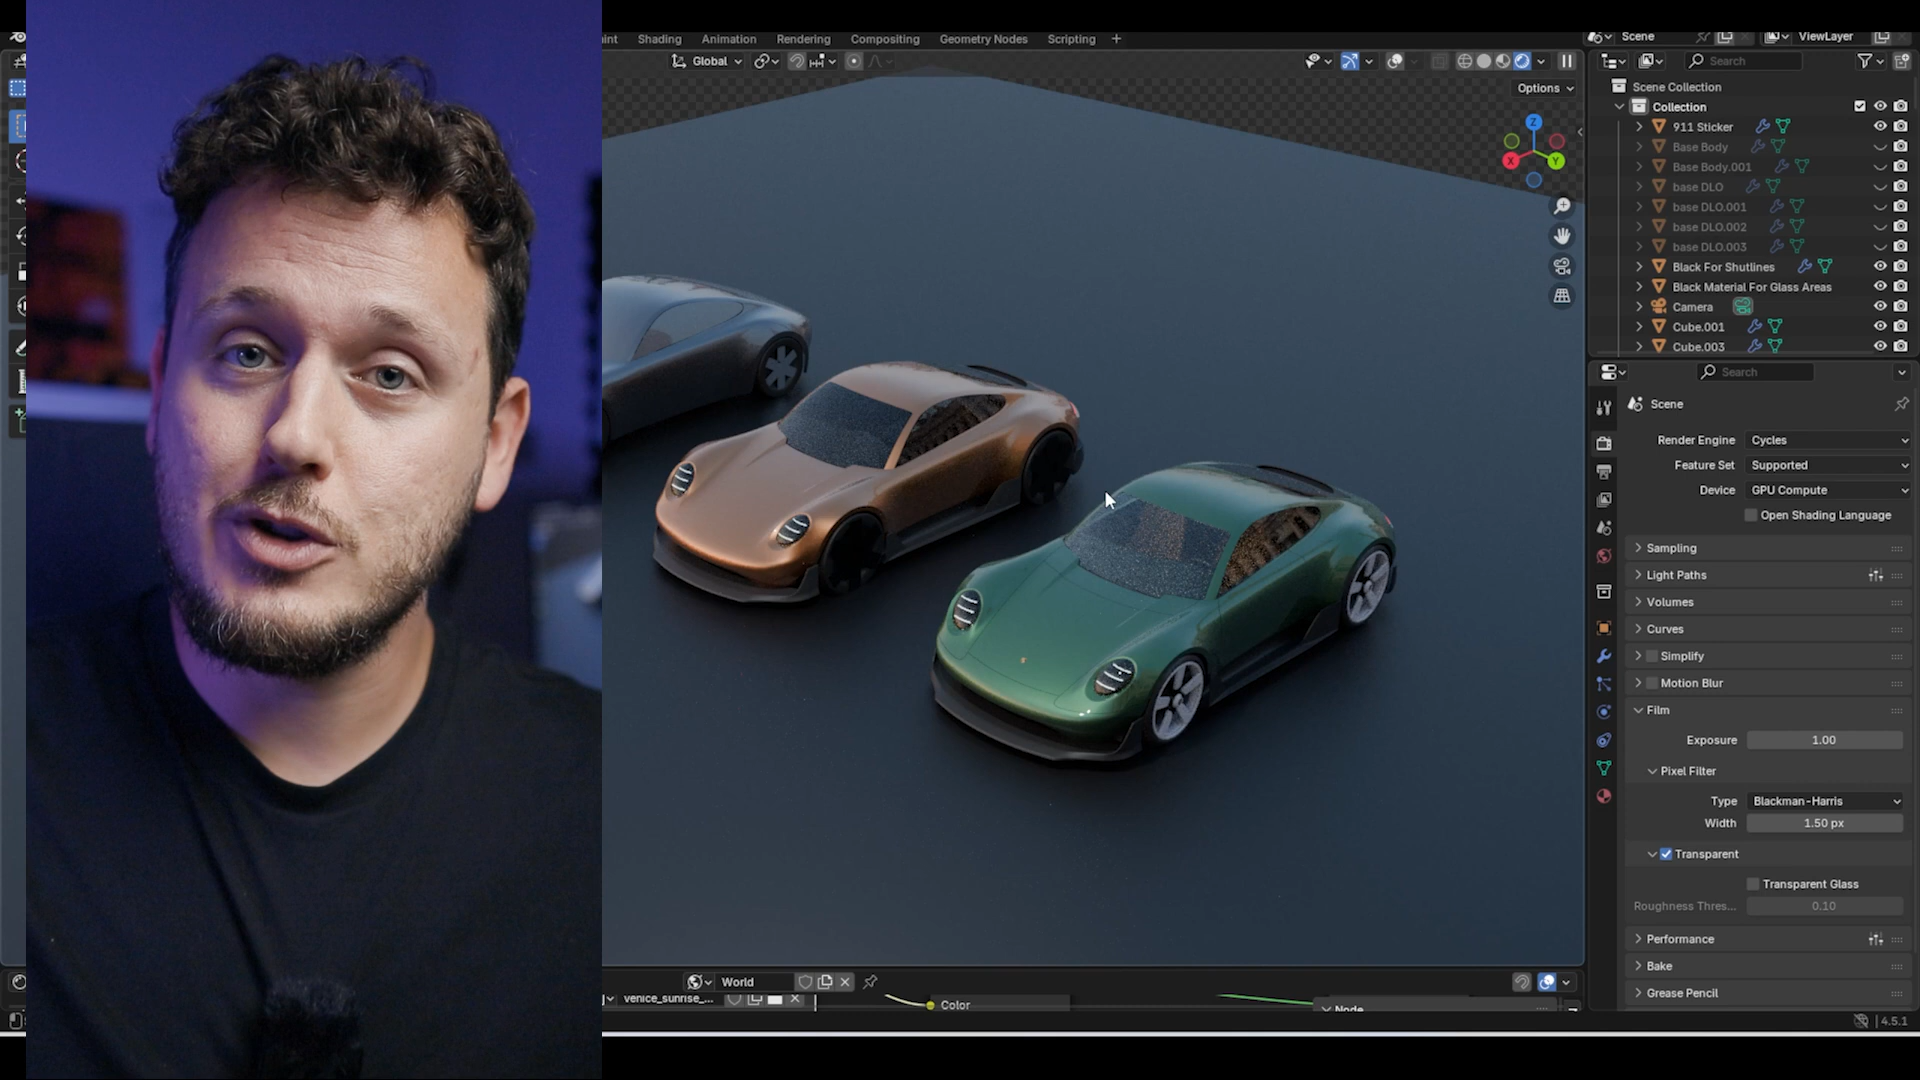 int Shading Animation Rendering Compositing Geometry Nodes Scripting +
Scene
ViewLayer
Global
Search
Options
Scene Collection
Collection
911 Sticker
Base Body
Base Body.001
base DLO
base DLO.001
base DLO.002
base DLO.003
Black For Shutlines
Black Material For Glass Areas
Camera
Cube.001
Cube.003
Z
X
Y
Search
Scene
Render Engine Cycles
Feature Set Supported
Device GPU Compute
Open Shading Language
Sampling
Light Paths
Volumes
Curves
Simplify
Motion Blur
Film
Exposure 1.00
Pixel Filter
Type Blackman-Harris
Width 1.50 px
Transparent
Transparent Glass
Roughness Thres... 0.10
Performance
Bake
Grease Pencil
World
venice_sunrise_...
Color
Node
4.5.1